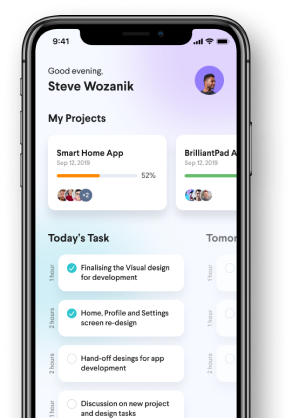 9:41
Good evening,
Steve Wozanik
My Projects
Smart Home App
Sep 12, 2019
52%
+2
BrilliantPad A
Sep 12, 2019
Today's Task
Tomor
1 hour
Finalising the Visual design
for development
1 hour
2 hours
Home, Profile and Settings
screen re-design
1 hour
2 hours
Hand-off desings for app
development
2 hours
1 hour
Discussion on new project
and design tasks